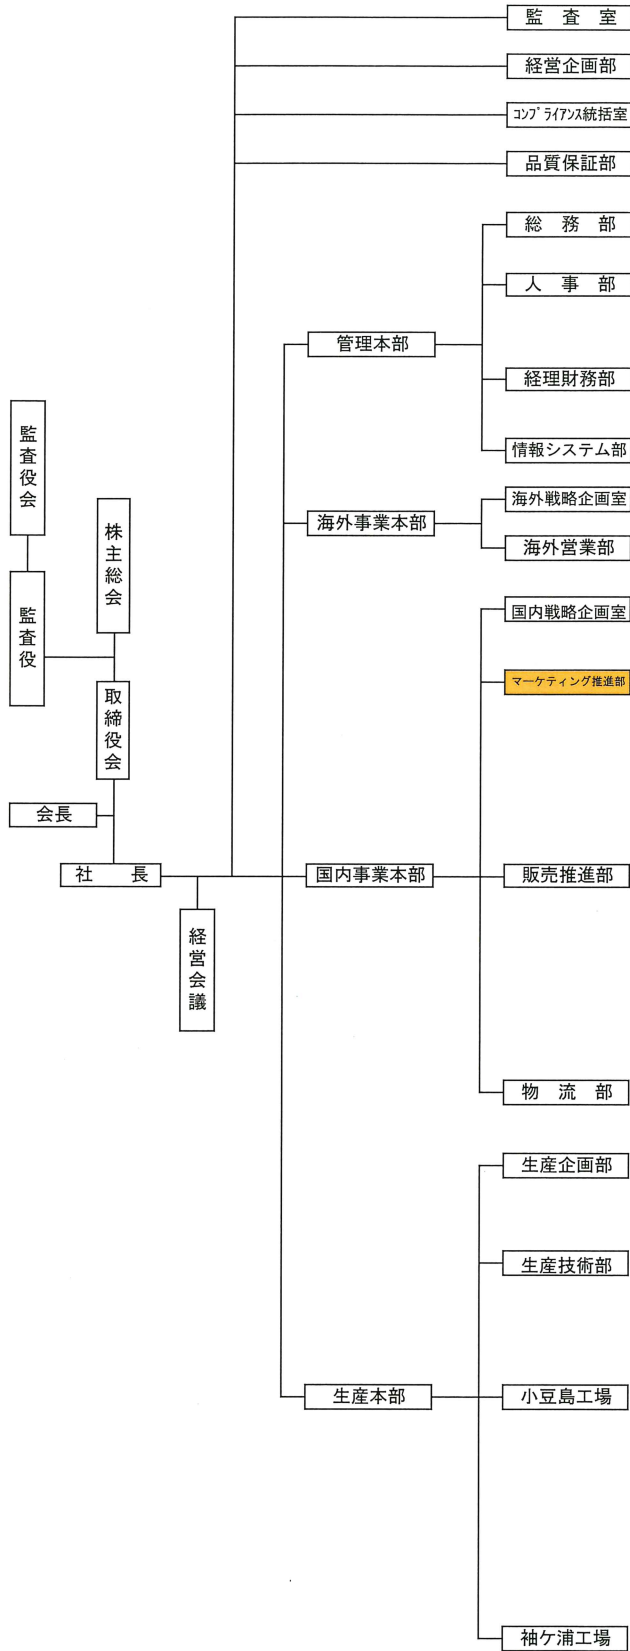 監査室
経営企画部
コンプライアンス統括室
品質保証部
総務部
人事部
管理本部
経理財務部
情報システム部
監査役会
海外戦略企画室
株主総会
海外事業本部
海外営業部
監査役
国内戦略企画室
マーケティング推進部
取締役会
会長
社長
国内事業本部
販売推進部
経営会議
物流部
生産企画部
生産技術部
生産本部
小豆島工場
袖ケ浦工場